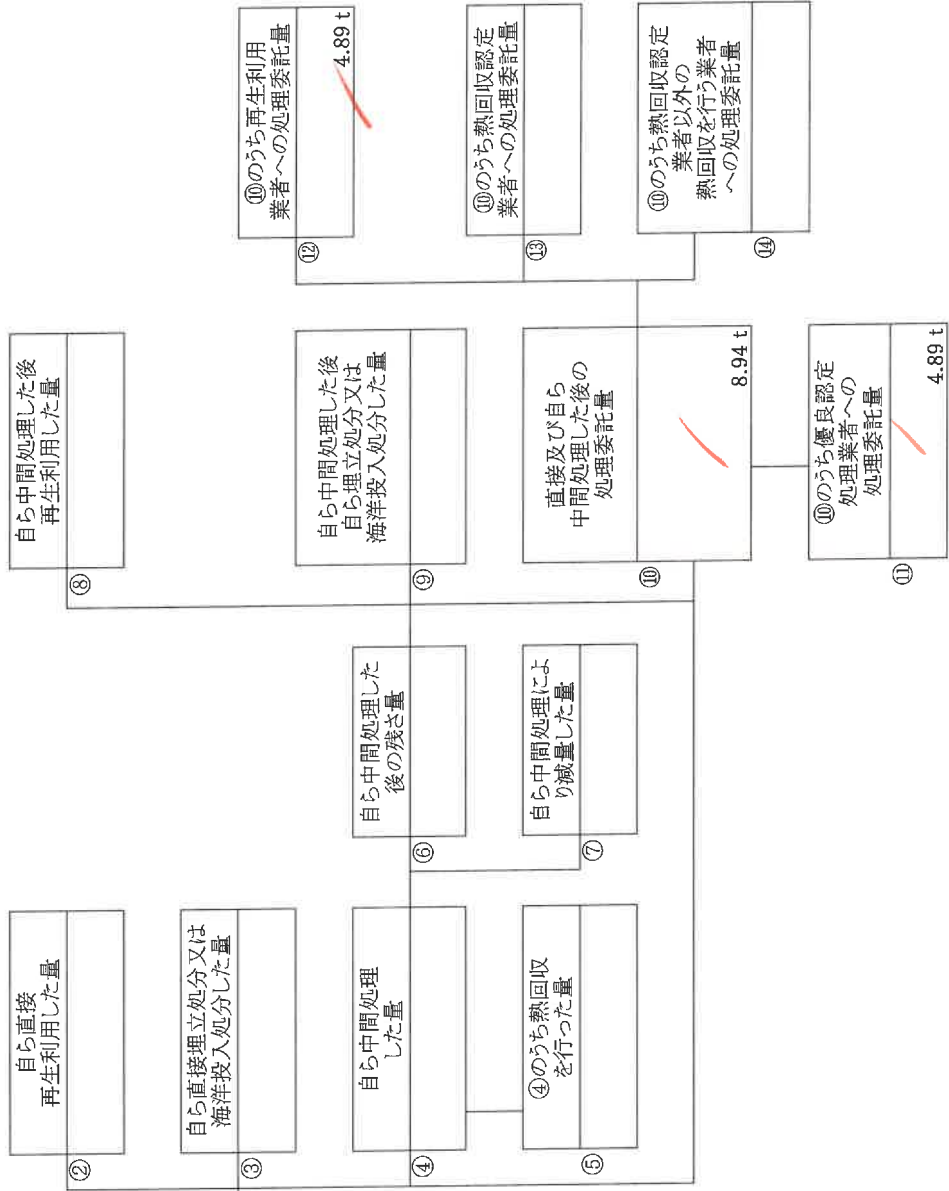 ②
自ら直接
再生利用した量
③
自ら直接埋立処分又は
海洋投入処分した量
④
自ら中間処理
した量
⑤
④のうち熱回収
を行った量
⑥
自ら中間処理した
後の残さ量
⑦
自ら中間処理によ
り減量した量
⑧
自ら中間処理した後
再生利用した量
⑨
自ら中間処理した後
自ら埋立処分又は
海洋投入処分した量
⑩
直接及び自ら
中間処理した後の
処理委託量
8.94 t
⑪
⑩のうち優良認定
処理業者への
処理委託量
4.89 t
⑫
⑩のうち再生利用
業者への処理委託量
4.89 t
⑬
⑩のうち熱回収認定
業者への処理委託量
⑭
⑩のうち熱回収認定
業者以外の
熱回収を行う業者
への処理委託量